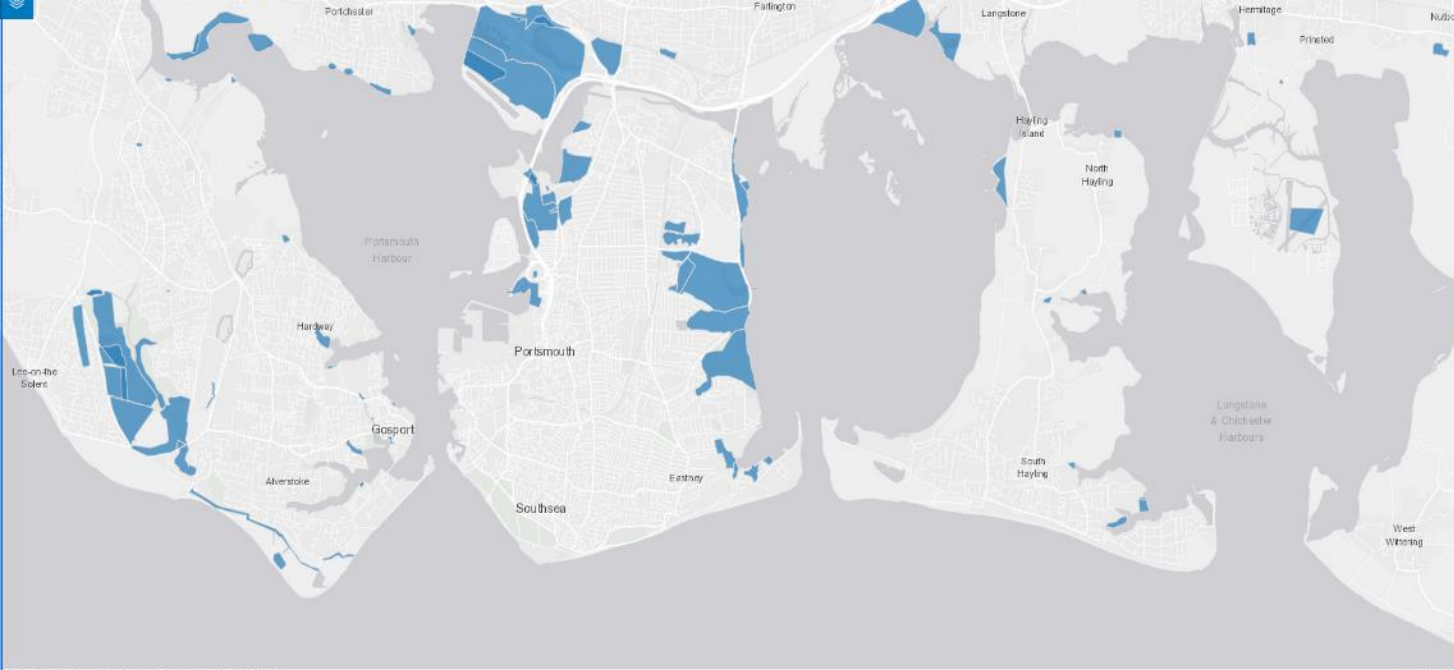 Portchester
Farlington
Langstone
Hermitage
Prinsted
Hayling
Island
North
Hayling
Portsmouth
Harbour
Hardway
Portsmouth
Lee-on-the
Solent
Langstone
& Chichester
Harbours
Gosport
South
Hayling
Eastney
Alverstoke
Southsea
West
Wittering